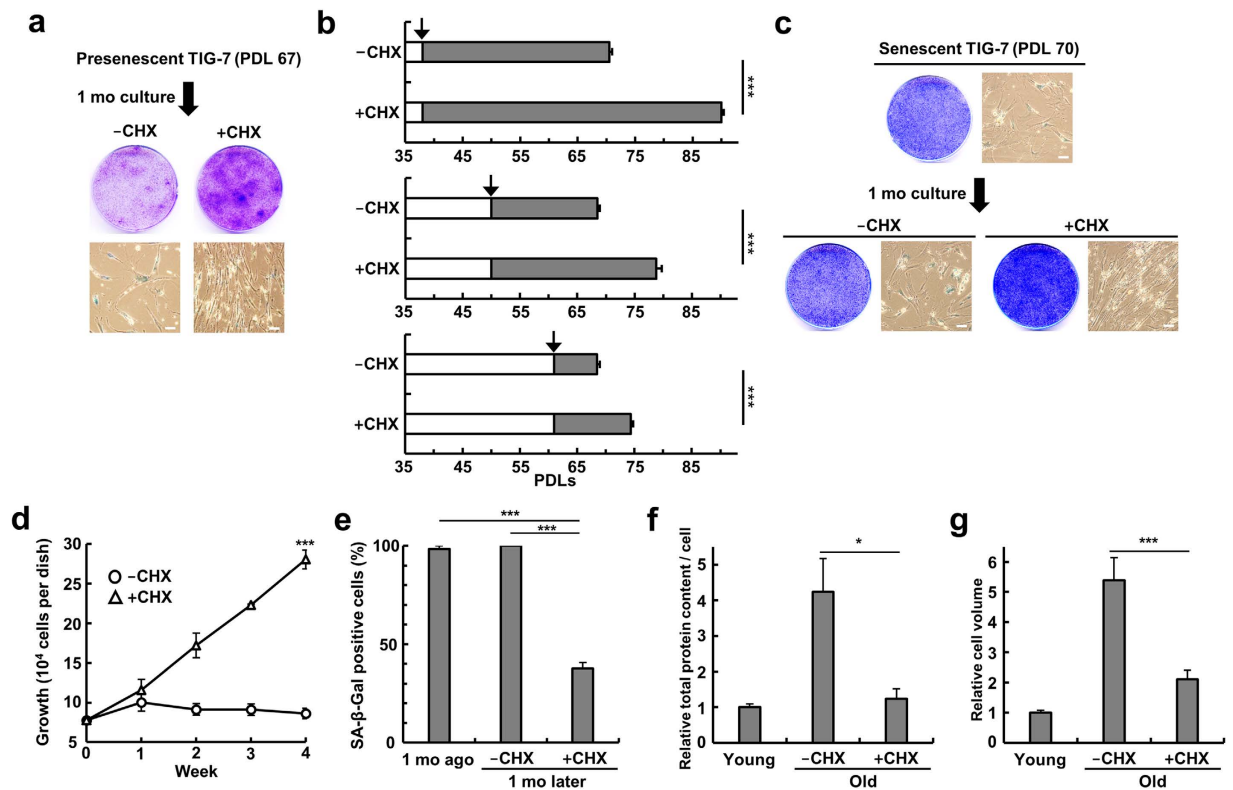 a
Presenescent TIG-7 (PDL 67)
1 mo culture
−CHX +CHX
b
−CHX
+CHX
***
35 45 55 65 75 85
−CHX
+CHX
***
35 45 55 65 75 85
−CHX
+CHX
***
35 45 55 65 75 85
PDLs
c
Senescent TIG-7 (PDL 70)
1 mo culture
−CHX +CHX
d
Growth (10⁴ cells per dish)
30
25
20
15
10
5
−CHX
+CHX
***
0 1 2 3 4
Week
e
SA-β-Gal positive cells (%)
100
50
0
***
***
1 mo ago −CHX +CHX
1 mo later
f
Relative total protein content / cell
5
4
3
2
1
0
*
Young −CHX +CHX
Old
g
Relative cell volume
6
5
4
3
2
1
0
***
Young −CHX +CHX
Old